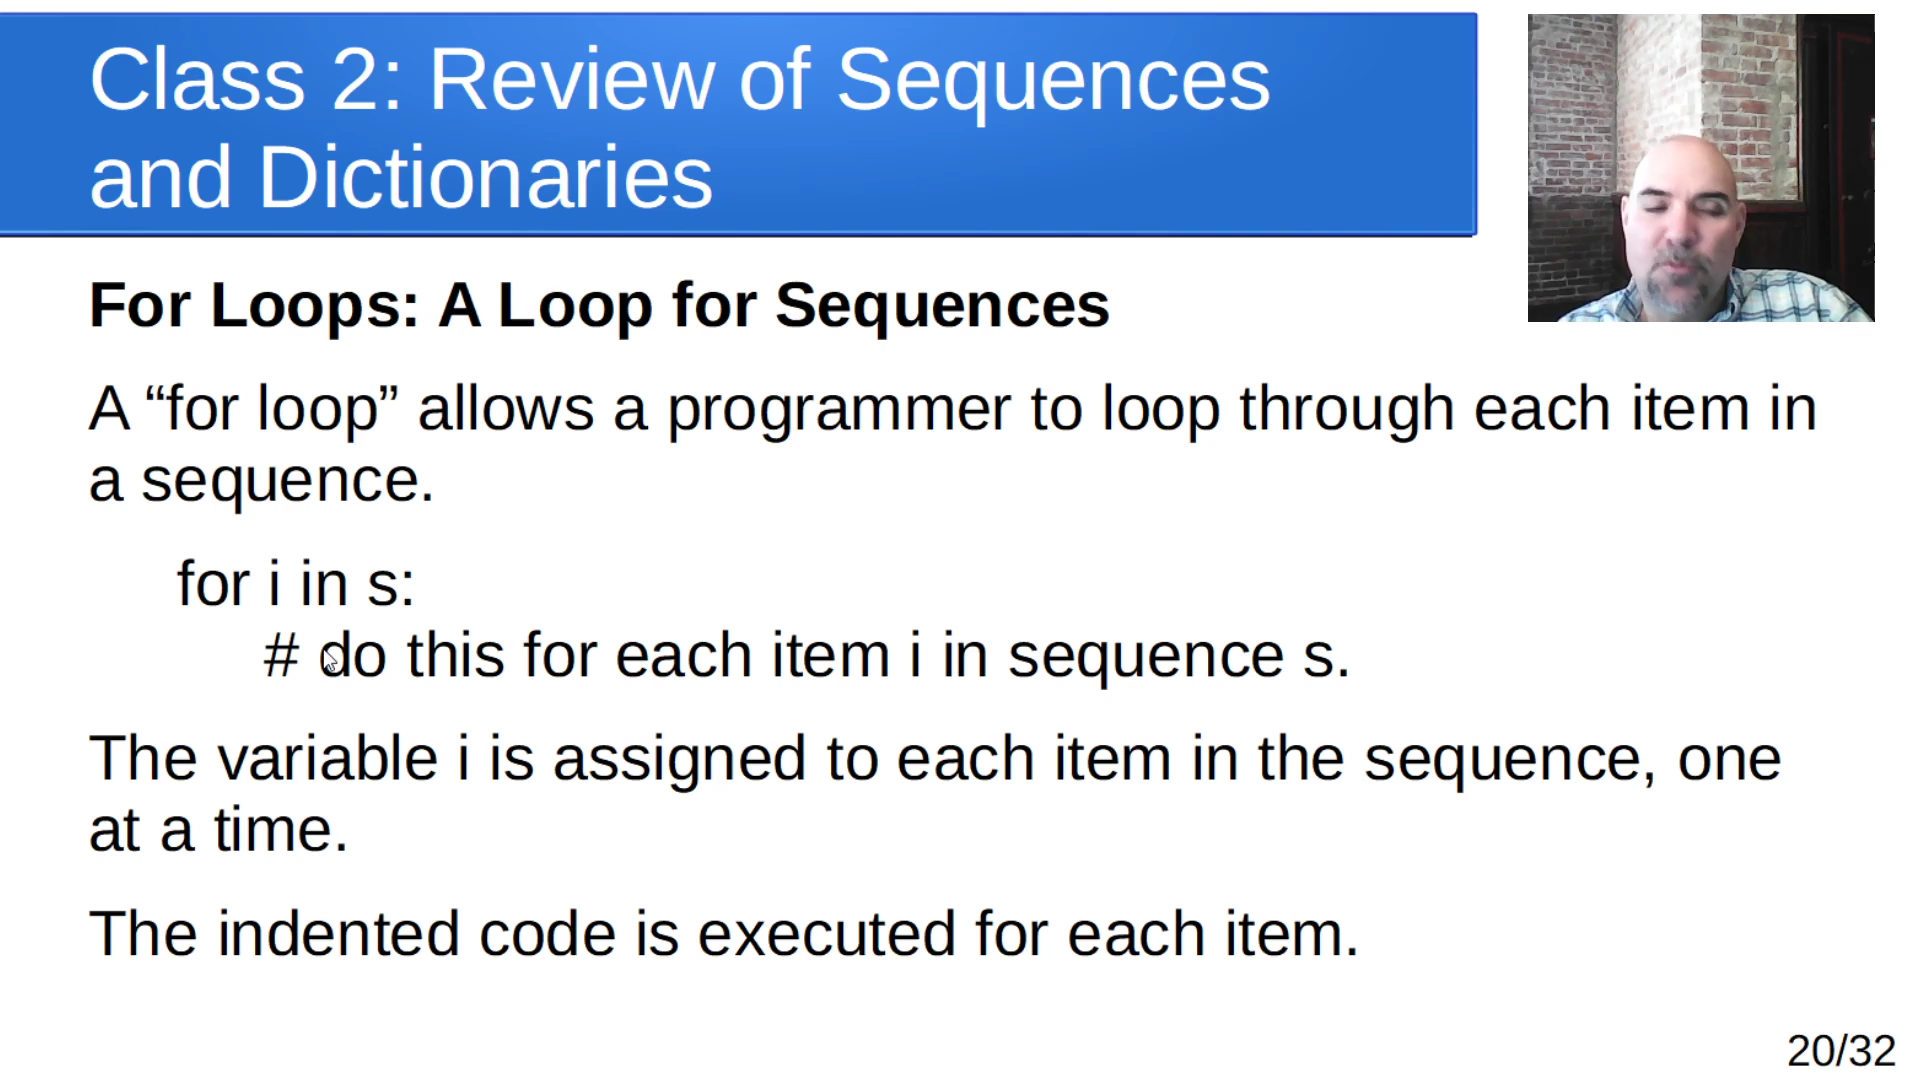 Class 2: Review of Sequences
and Dictionaries
For Loops: A Loop for Sequences
A “for loop” allows a programmer to loop through each item in
a sequence.
for i in s:
# do this for each item i in sequence s.
The variable i is assigned to each item in the sequence, one
at a time.
The indented code is executed for each item.
20/32